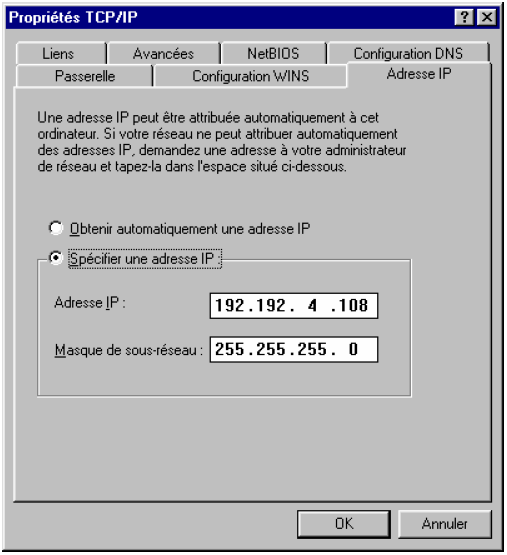 Propriétés TCP/IP
Liens Avancées NetBIOS Configuration DNS
Passerelle Configuration WINS Adresse IP
Une adresse IP peut être attribuée automatiquement à cet
ordinateur. Si votre réseau ne peut attribuer automatiquement
des adresses IP, demandez une adresse à votre administrateur
de réseau et tapez-la dans l'espace situé ci-dessous.
Obtenir automatiquement une adresse IP
Spécifier une adresse IP :
Adresse IP : 192.192. 4 .108
Masque de sous-réseau : 255.255.255. 0
OK Annuler